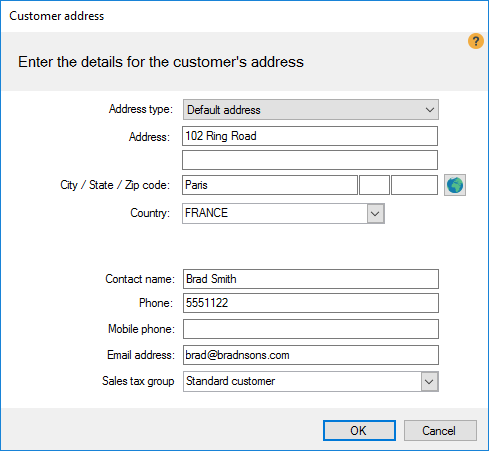 Customer address
?
Enter the details for the customer's address
Address type: Default address
Address: 102 Ring Road
City / State / Zip code: Paris
Country: FRANCE
Contact name: Brad Smith
Phone: 5551122
Mobile phone:
Email address: brad@bradnsons.com
Sales tax group Standard customer
OK Cancel